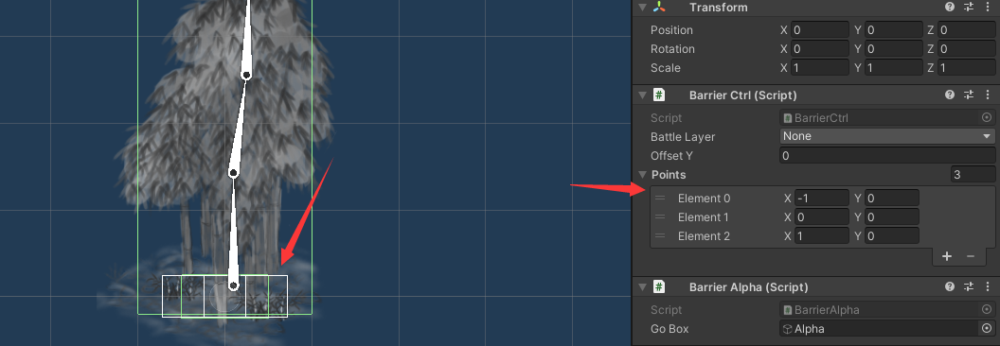 Transform
Position X 0 Y 0 Z 0
Rotation X 0 Y 0 Z 0
Scale X 1 Y 1 Z 1
Barrier Ctrl (Script)
Script BarrierCtrl
Battle Layer None
Offset Y 0
Points 3
Element 0 X -1 Y 0
Element 1 X 0 Y 0
Element 2 X 1 Y 0
Barrier Alpha (Script)
Script BarrierAlpha
Go Box Alpha